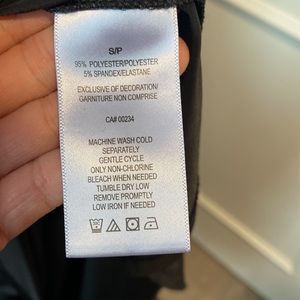 S/P
95% POLYESTER/POLYESTER
5% SPANDEX/ELASTANE
EXCLUSIVE OF DECORATION/
GARNITURE NON COMPRISE
CA# 00234
MACHINE WASH COLD
SEPARATELY
GENTLE CYCLE
ONLY NON-CHLORINE
BLEACH WHEN NEEDED
TUMBLE DRY LOW
REMOVE PROMPTLY
LOW IRON IF NEEDED